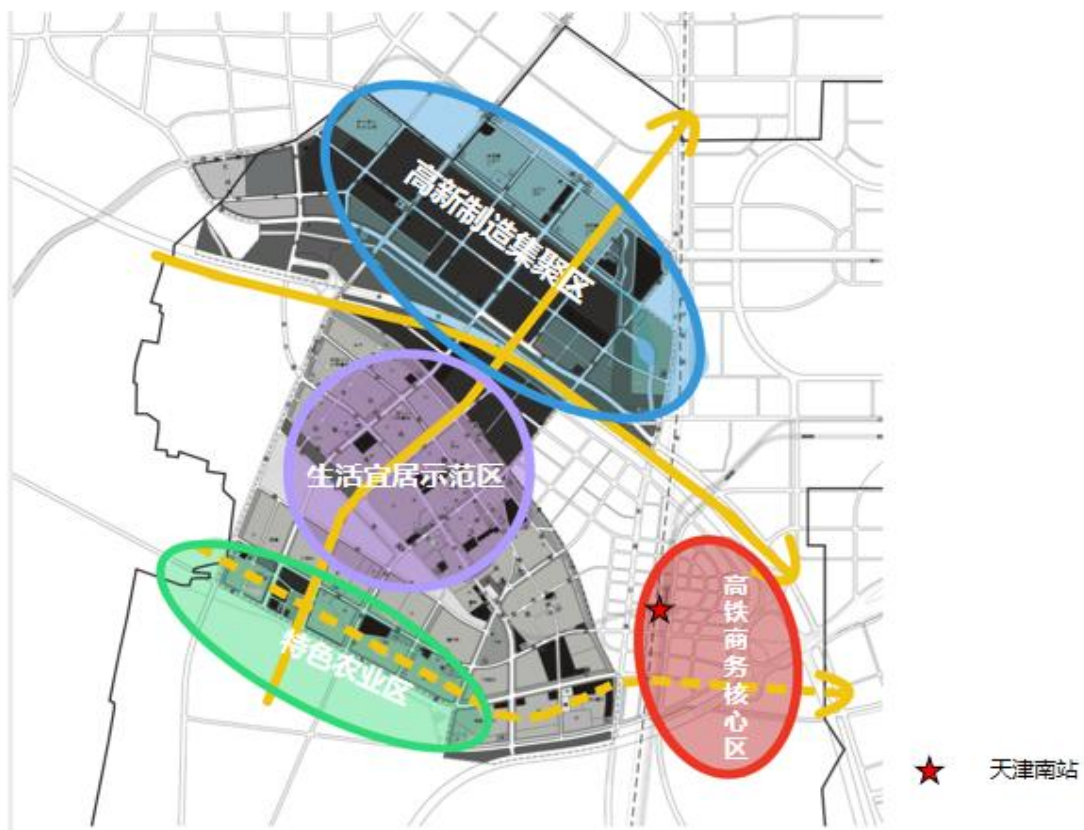 高新制造集聚区
生活宜居示范区
特色农业区
高铁商务核心区
天津南站